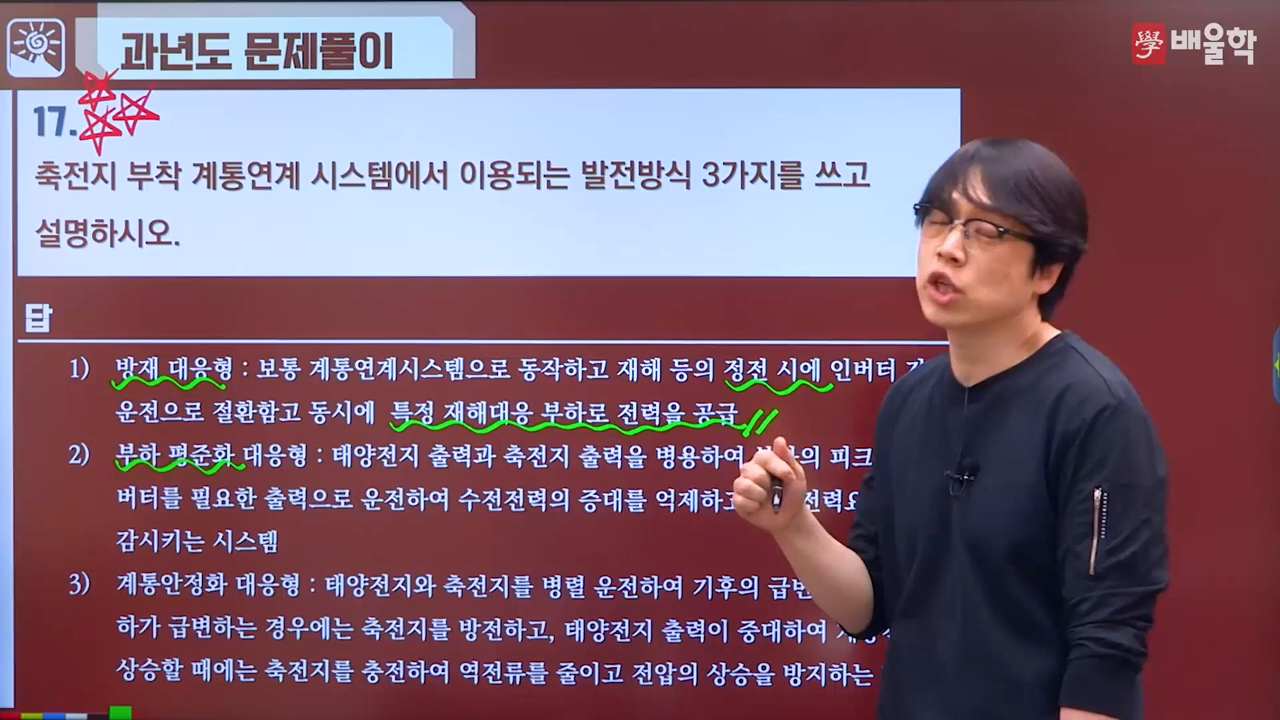 과년도 문제풀이
學 배울학
17.
축전지 부착 계통연계 시스템에서 이용되는 발전방식 3가지를 쓰고
설명하시오.
답
1) 방재 대응형 : 보통 계통연계시스템으로 동작하고 재해 등의 정전 시에 인버터
운전으로 절환함고 동시에 특정 재해대응 부하로 전력을 공급
2) 부하 평준화 대응형 : 태양전지 출력과 축전지 출력을 병용하여 피크
버터를 필요한 출력으로 운전하여 수전전력의 증대를 억제하고
감시키는 시스템
3) 계통안정화 대응형 : 태양전지와 축전지를 병렬 운전하여 기후의
하가 급변하는 경우에는 축전지를 방전하고, 태양전지 출력이 증대하여
상승할 때에는 축전지를 충전하여 역전류를 줄이고 전압의 상승을 방지하는